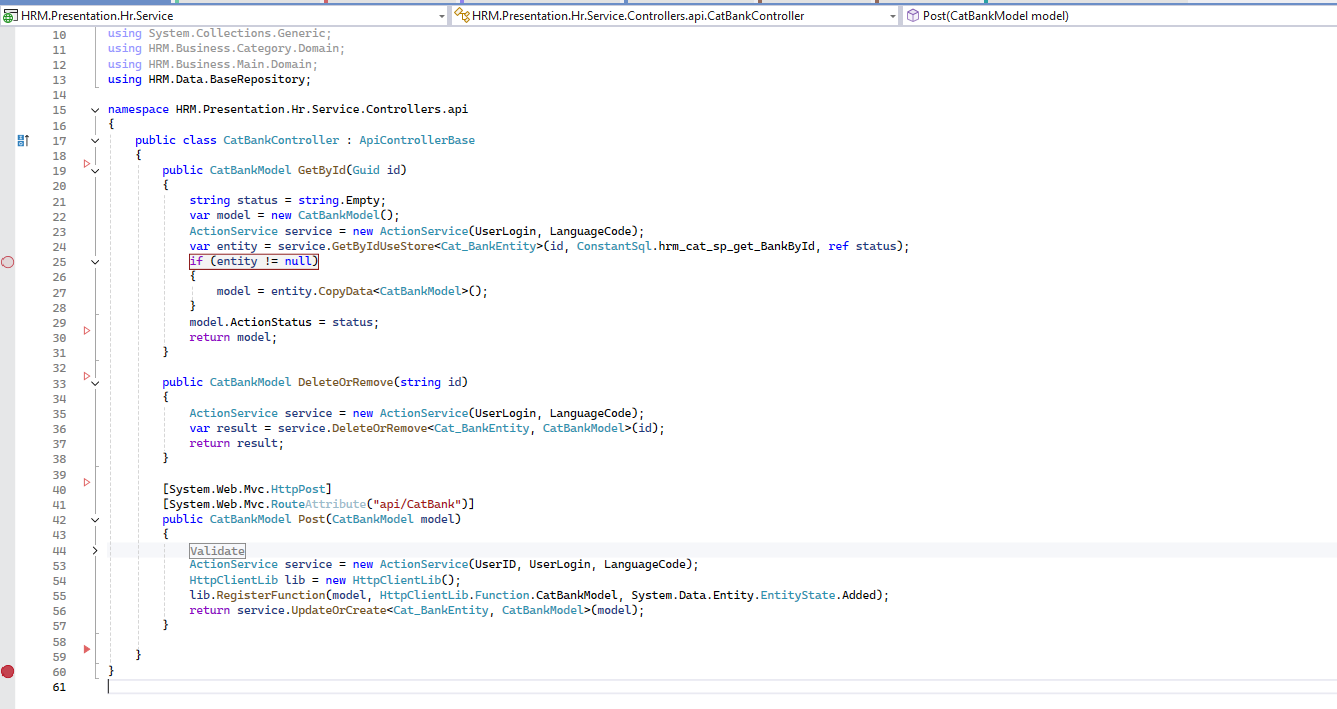 HRM.Presentation.Hr.Service
HRM.Presentation.Hr.Service.Controllers.api.CatBankController
Post(CatBankModel model)
10 using System.Collections.Generic;
11 using HRM.Business.Category.Domain;
12 using HRM.Business.Main.Domain;
13 using HRM.Data.BaseRepository;
14
15 namespace HRM.Presentation.Hr.Service.Controllers.api
16 {
17 public class CatBankController : ApiControllerBase
18 {
19 public CatBankModel GetById(Guid id)
20 {
21 string status = string.Empty;
22 var model = new CatBankModel();
23 ActionService service = new ActionService(UserLogin, LanguageCode);
24 var entity = service.GetByIdUseStore<Cat_BankEntity>(id, ConstantSql.hrm_cat_sp_get_BankById, ref status);
25 if (entity != null)
26 {
27 model = entity.CopyData<CatBankModel>();
28 }
29 model.ActionStatus = status;
30 return model;
31 }
32
33 public CatBankModel DeleteOrRemove(string id)
34 {
35 ActionService service = new ActionService(UserLogin, LanguageCode);
36 var result = service.DeleteOrRemove<Cat_BankEntity, CatBankModel>(id);
37 return result;
38 }
39
40 [System.Web.Mvc.HttpPost]
41 [System.Web.Mvc.RouteAttribute("api/CatBank")]
42 public CatBankModel Post(CatBankModel model)
43 {
44 Validate
53 ActionService service = new ActionService(UserID, UserLogin, LanguageCode);
54 HttpClientLib lib = new HttpClientLib();
55 lib.RegisterFunction(model, HttpClientLib.Function.CatBankModel, System.Data.Entity.EntityState.Added);
56 return service.UpdateOrCreate<Cat_BankEntity, CatBankModel>(model);
57 }
58
59 }
60 }
61